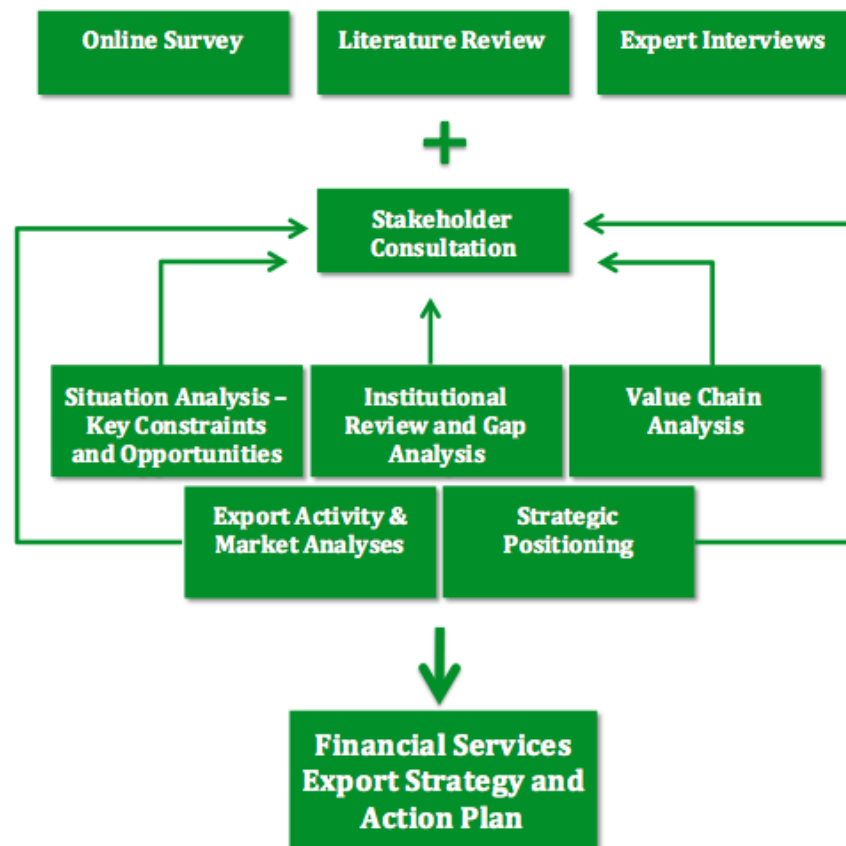 Online Survey
Literature Review
Expert Interviews
+
Stakeholder
Consultation
Situation Analysis –
Key Constraints
and Opportunities
Institutional
Review and Gap
Analysis
Value Chain
Analysis
Export Activity &
Market Analyses
Strategic
Positioning
Financial Services
Export Strategy and
Action Plan